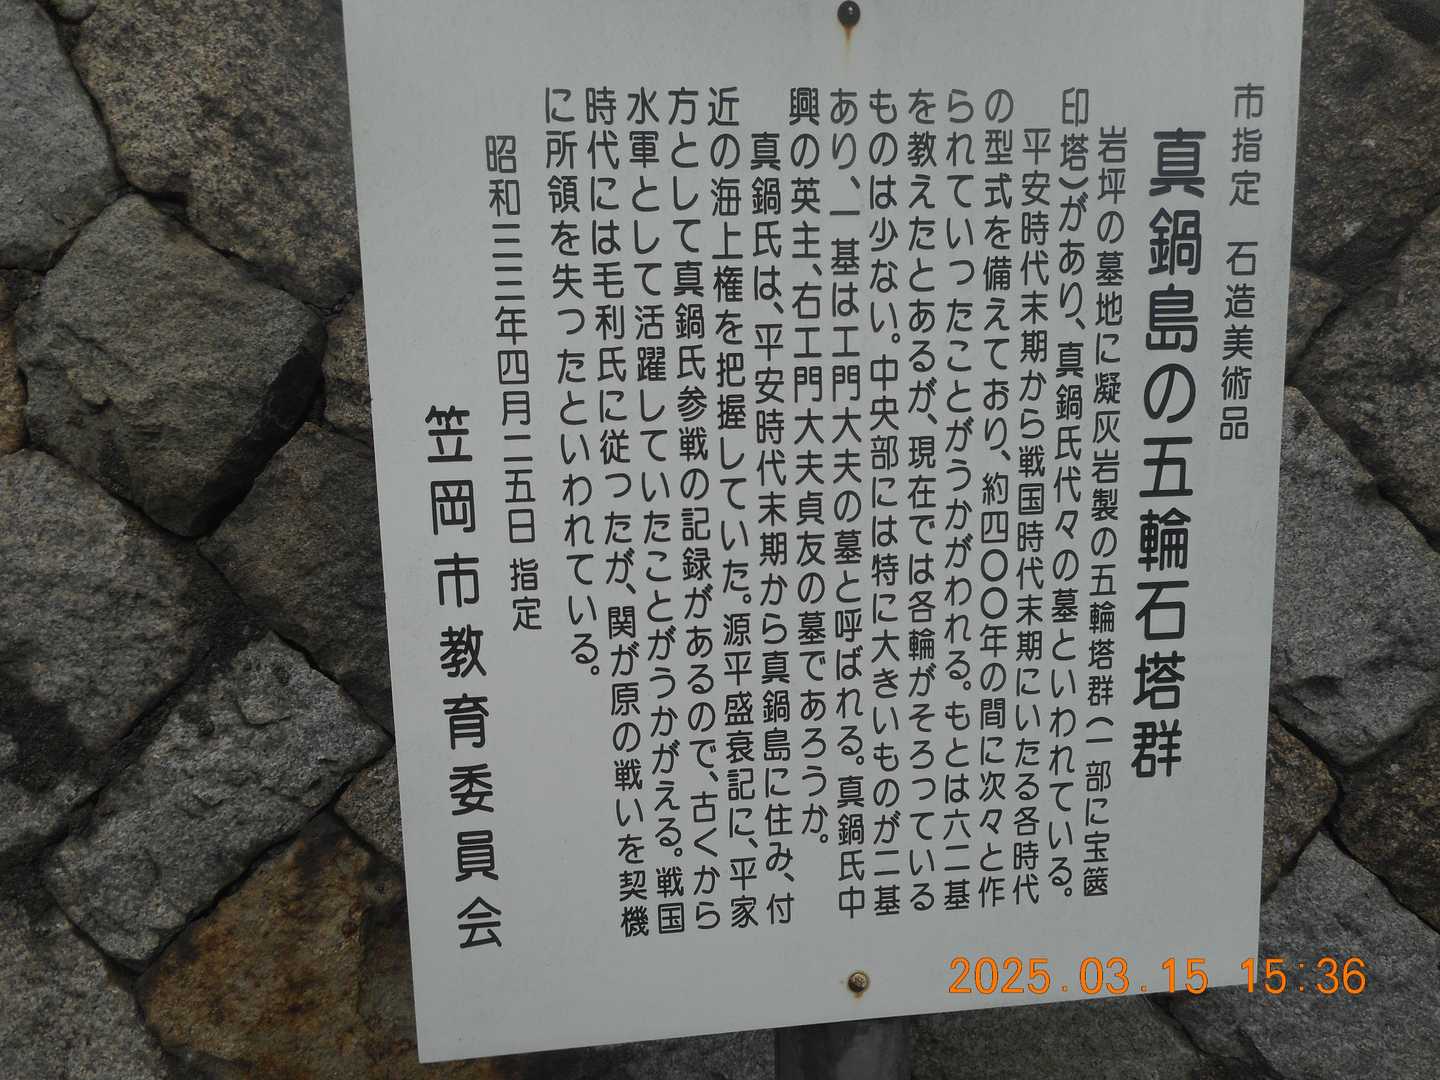 市指定 石造美術品
真鍋島の五輪石塔群
岩坪の墓地に凝灰岩製の五輪塔群(一部に宝篋
印塔)があり、真鍋氏代々の墓といわれている。
平安時代末期から戦国時代末期にいたる各時代
の型式を備えており、約四〇〇年の間に次々と作
られていったことがうかがわれる。もとは六二基
を教えたとあるが、現在では各輪がそろっている
ものは少ない。中央部には特に大きいものが二基
あり、一基は工門大夫の墓と呼ばれる。真鍋氏中
興の英主、右工門大夫貞友の墓であろうか。
真鍋氏は、平安時代末期から真鍋島に住み、付
近の海上権を把握していた。源平盛衰記に、平家
方として真鍋氏参戦の記録があるので、古くから
水軍として活躍していたことがうかがえる。戦国
時代には毛利氏に従つたが、関が原の戦いを契機
に所領を失つたといわれている。
昭和三三年四月二五日 指定
笠岡市教育委員会
2025.03.15 15:36